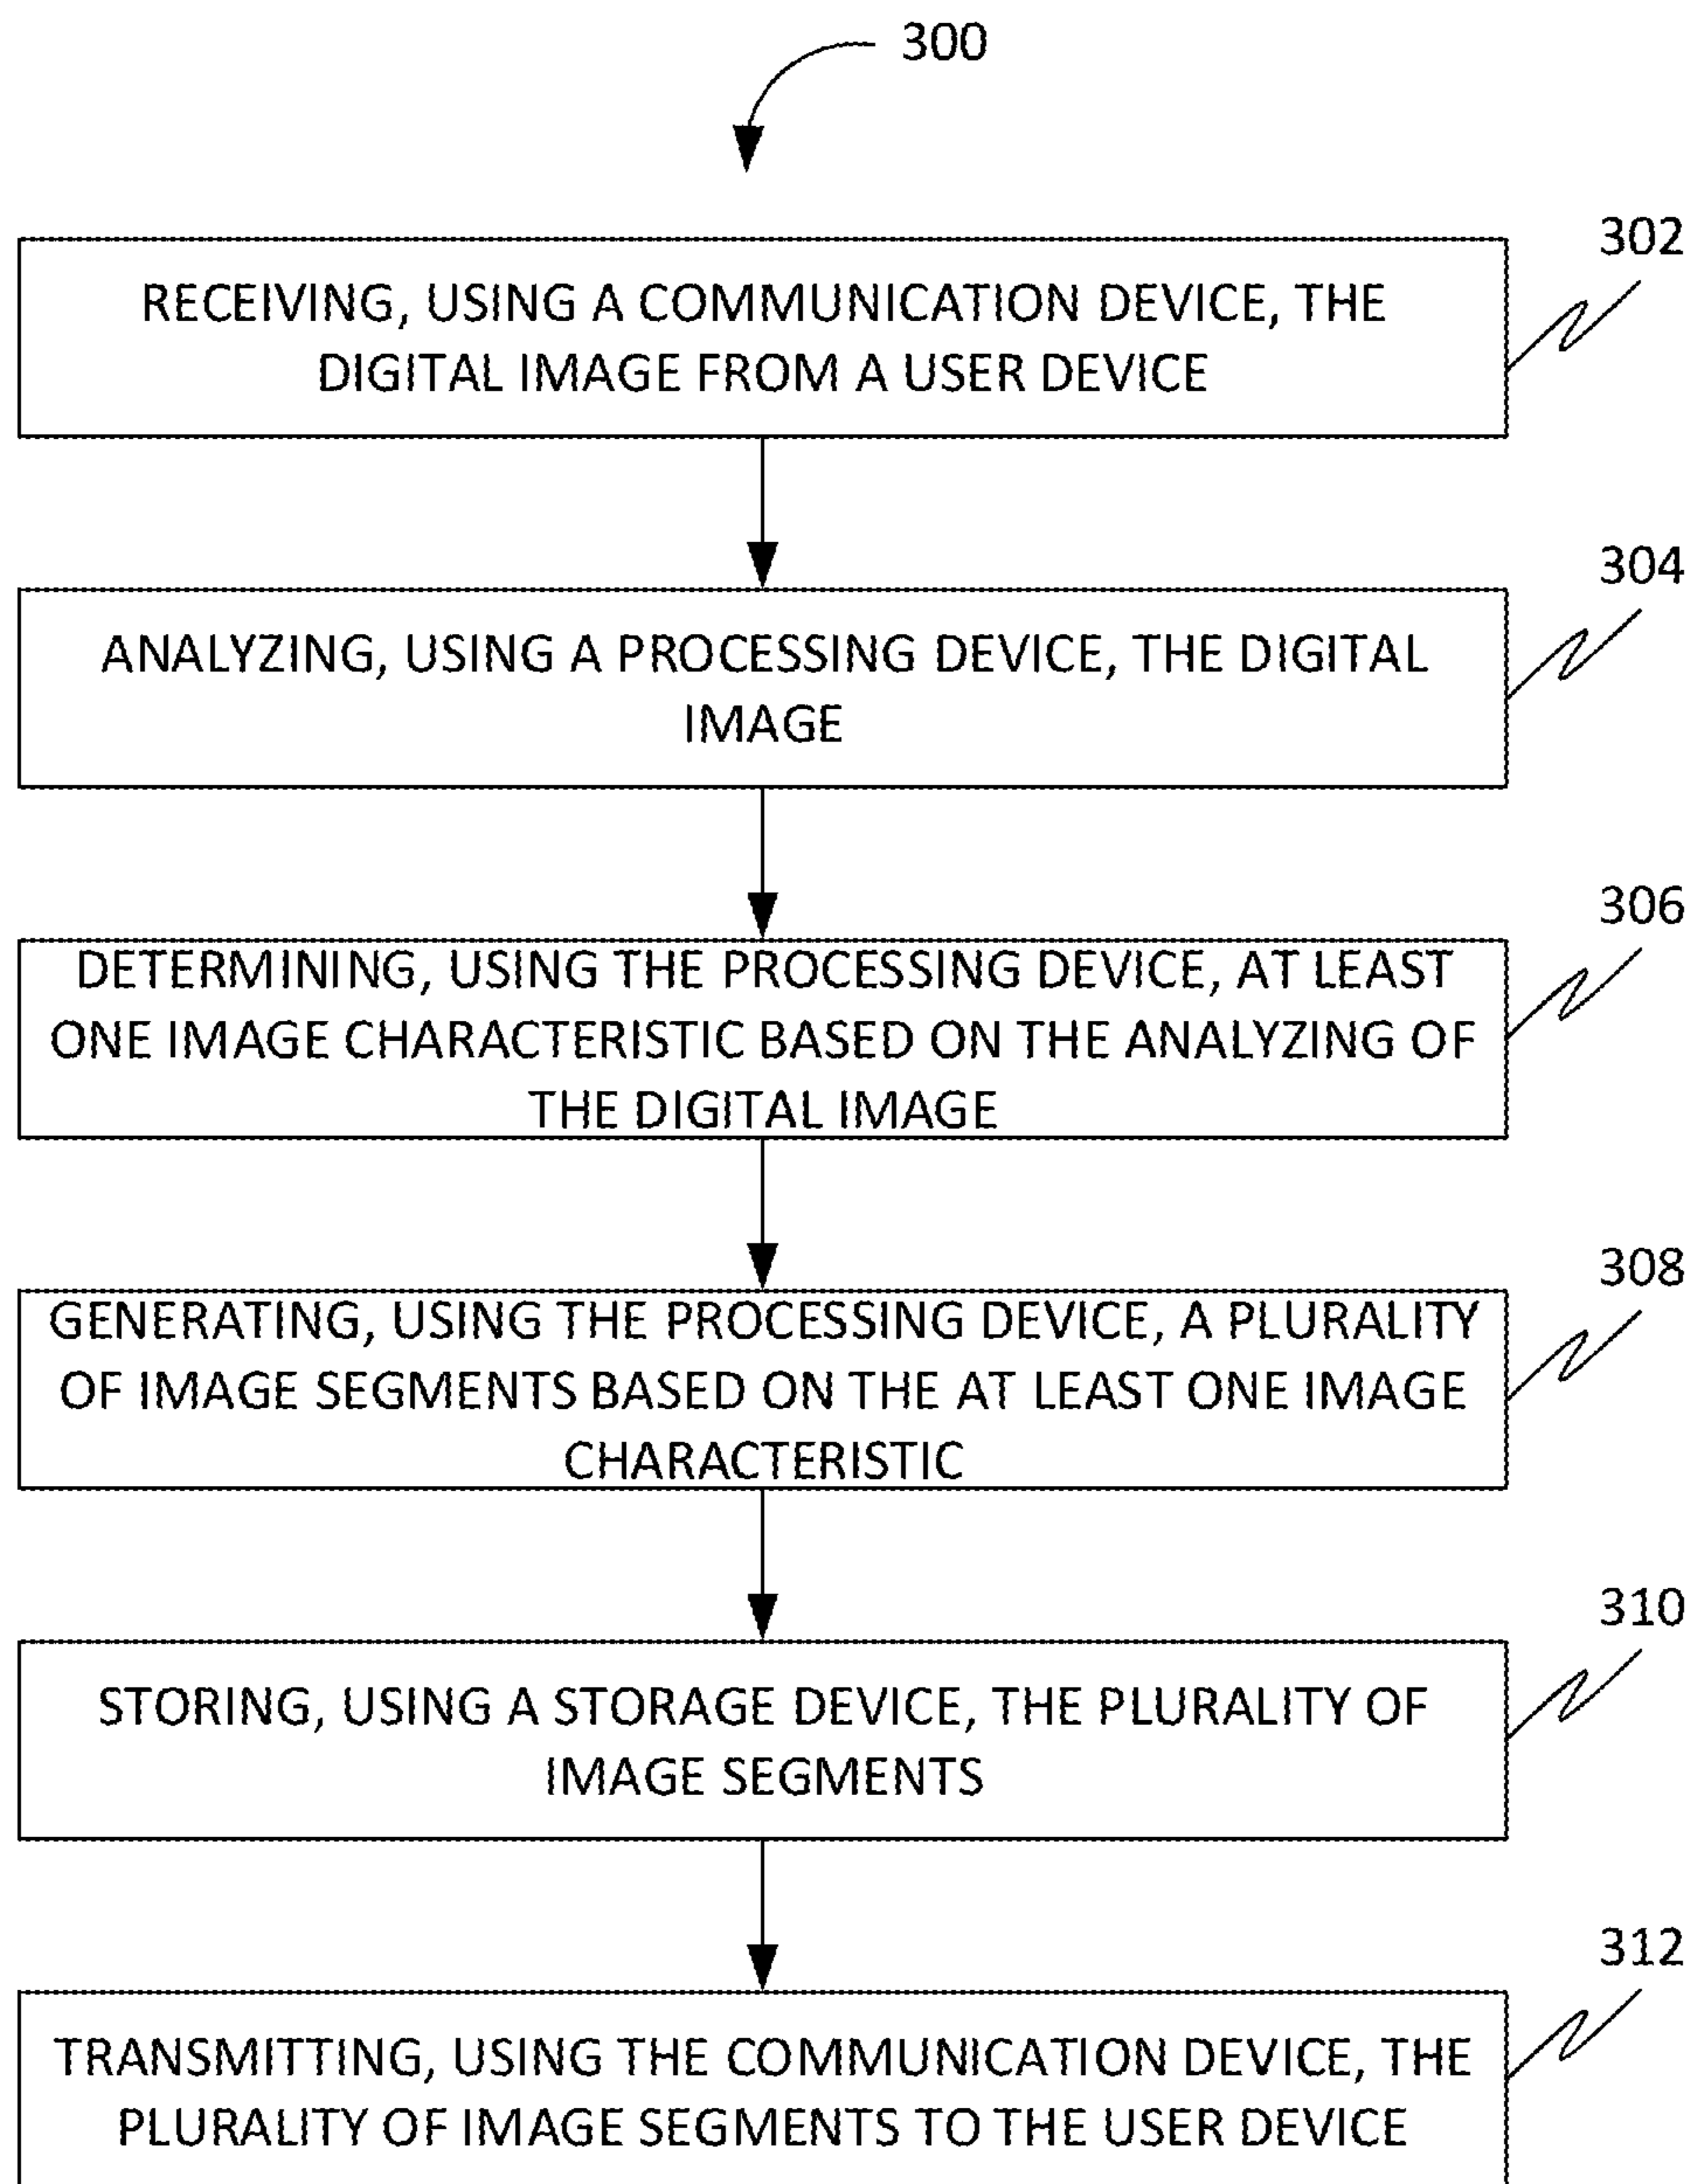 300
302
RECEIVING, USING A COMMUNICATION DEVICE, THE
DIGITAL IMAGE FROM A USER DEVICE
304
ANALYZING, USING A PROCESSING DEVICE, THE DIGITAL
IMAGE
306
DETERMINING, USING THE PROCESSING DEVICE, AT LEAST
ONE IMAGE CHARACTERISTIC BASED ON THE ANALYZING OF
THE DIGITAL IMAGE
308
GENERATING, USING THE PROCESSING DEVICE, A PLURALITY
OF IMAGE SEGMENTS BASED ON THE AT LEAST ONE IMAGE
CHARACTERISTIC
310
STORING, USING A STORAGE DEVICE, THE PLURALITY OF
IMAGE SEGMENTS
312
TRANSMITTING, USING THE COMMUNICATION DEVICE, THE
PLURALITY OF IMAGE SEGMENTS TO THE USER DEVICE